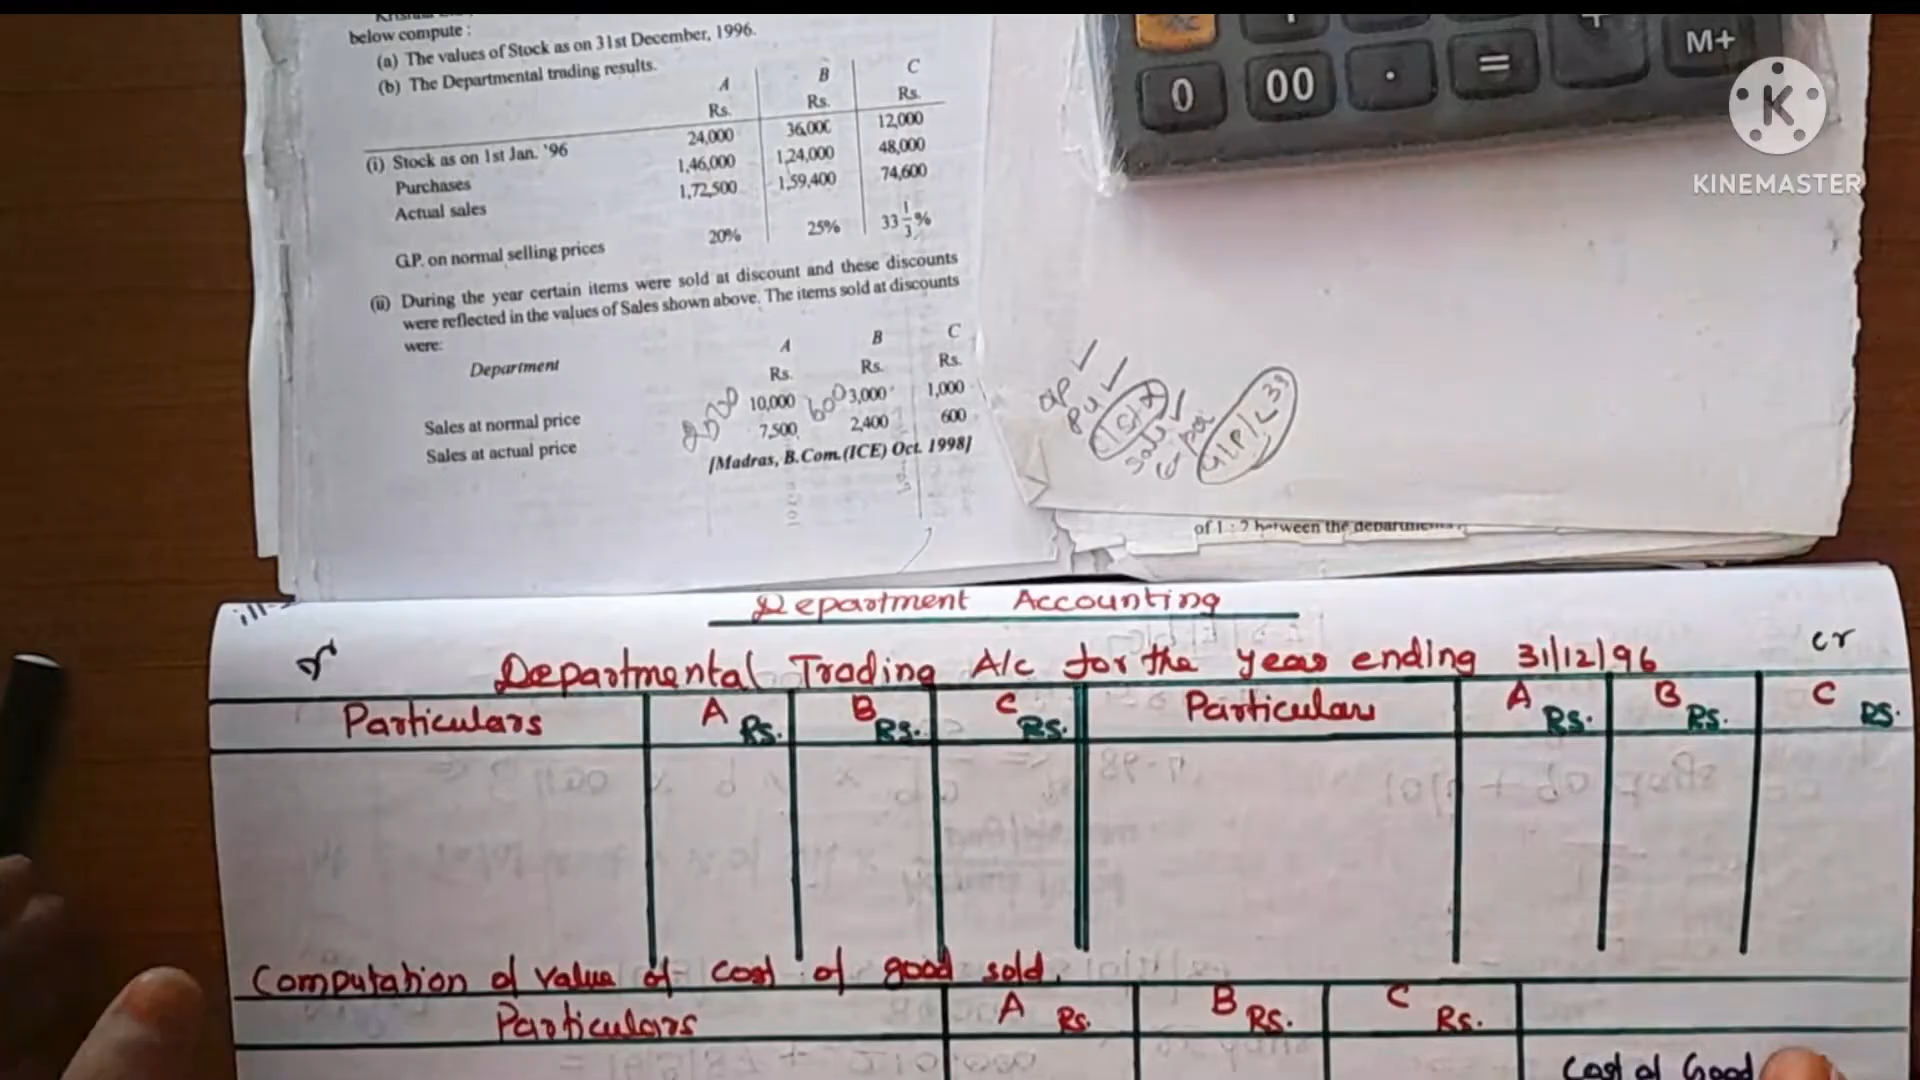 below compute :
(a) The values of Stock as on 31st December, 1996.
(b) The Departmental trading results.
A B C
Rs. Rs. Rs.
(i) Stock as on 1st Jan. '96 24,000 36,000 12,000
Purchases 1,46,000 1,24,000 48,000
Actual sales 1,72,500 1,59,400 74,600
G.P. on normal selling prices 20% 25% 33 1/3%
(ii) During the year certain items were sold at discount and these discounts
were reflected in the values of Sales shown above. The items sold at discounts
were:
Department A B C
Rs. Rs. Rs.
Sales at normal price 10,000 600 3,000 1,000
Sales at actual price 7,500 2,400 600
[Madras, B.Com.(ICE) Oct. 1998]
0 00 . = + M+
K
KINEMASTER
of 1 : 2 between the departments
Department Accounting
Dr Departmental Trading A/c for the year ending 31/12/96 cr
Particulars A Rs. B Rs. C Rs. Particulars A Rs. B Rs. C Rs.
Computation of value of cost of good sold.
Particulars A Rs. B Rs. C Rs.
Cost of Good